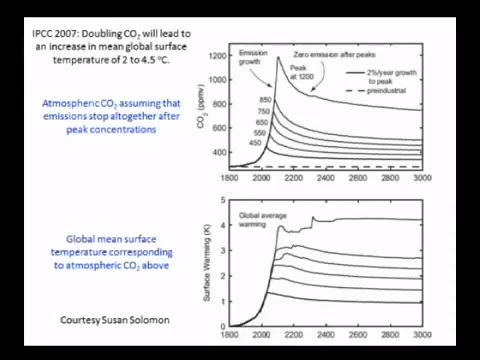 IPCC 2007: Doubling CO₂ will lead to
an increase in mean global surface
temperature of 2 to 4.5 °C.
Atmospheric CO₂ assuming that
emissions stop altogether after
peak concentrations
Global mean surface
temperature corresponding
to atmospheric CO₂ above
Courtesy Susan Solomon
Emission
growth
Zero emission after peaks
Peak
at 1200
2%/year growth
to peak
preindustrial
CO₂ (ppmv)
1200
1000
800
600
400
850
750
650
550
450
1800 2000 2200 2400 2600 2800 3000
Global average
warming
Surface Warming (K)
5
4
3
2
1
0
1800 2000 2200 2400 2600 2800 3000